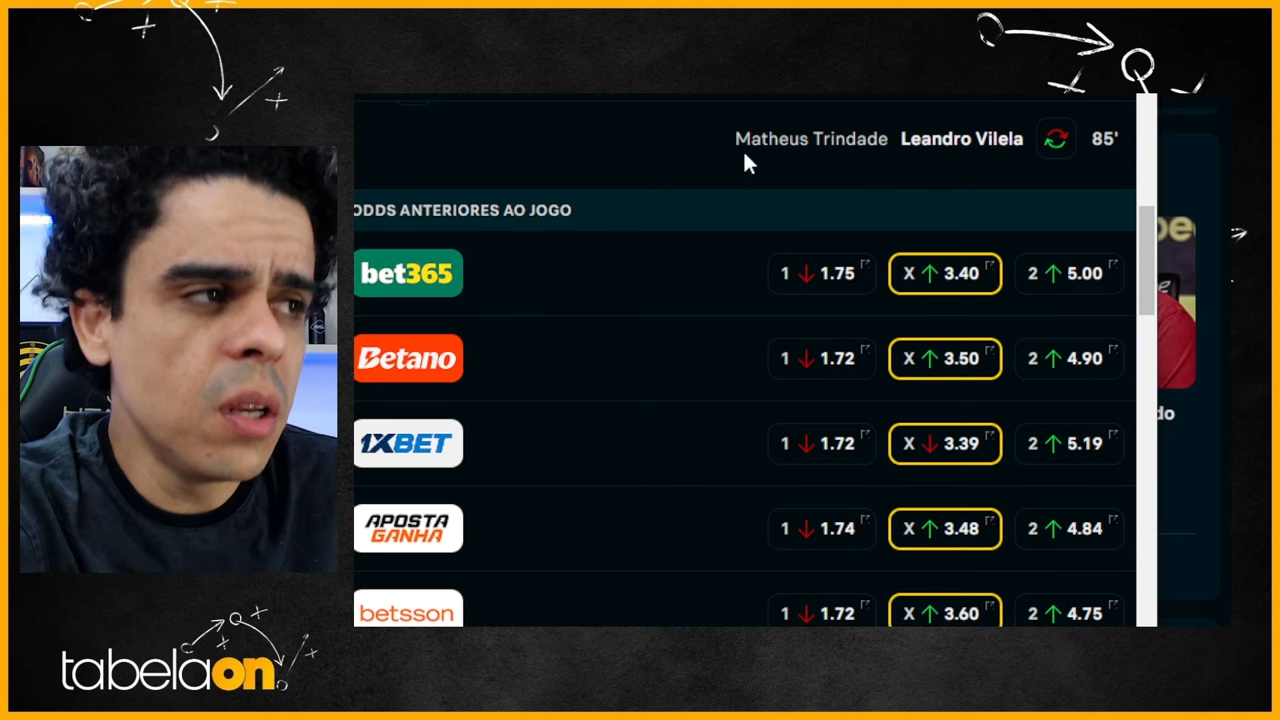 Matheus Trindade Leandro Vilela 85'
ODDS ANTERIORES AO JOGO
bet365 1 1.75 X 3.40 2 5.00
Betano 1 1.72 X 3.50 2 4.90
1XBET 1 1.72 X 3.39 2 5.19
APOSTA
GANHA 1 1.74 X 3.48 2 4.84
betsson 1 1.72 X 3.60 2 4.75
do
tabelaon